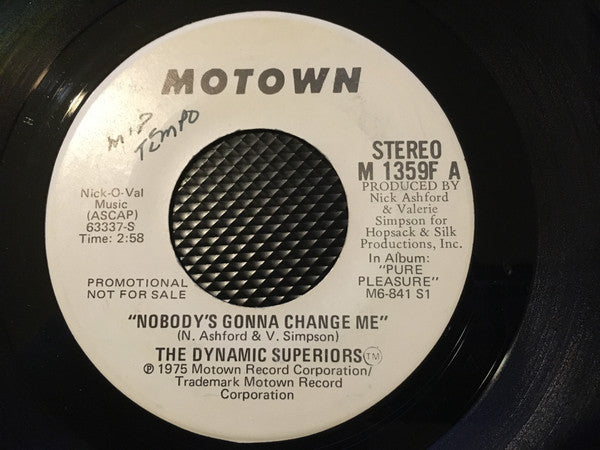 MOTOWN
MID
TEMPO
STEREO
M 1359F A
PRODUCED BY
Nick Ashford
& Valerie
Simpson for
Hopsack & Silk
Productions, Inc.
In Album:
"PURE
PLEASURE"
M6-841 S1
Nick-O-Val
Music
(ASCAP)
63337-S
Time: 2:58
PROMOTIONAL
NOT FOR SALE
"NOBODY'S GONNA CHANGE ME"
(N. Ashford & V. Simpson)
THE DYNAMIC SUPERIORS TM
℗ 1975 Motown Record Corporation/
Trademark Motown Record
Corporation